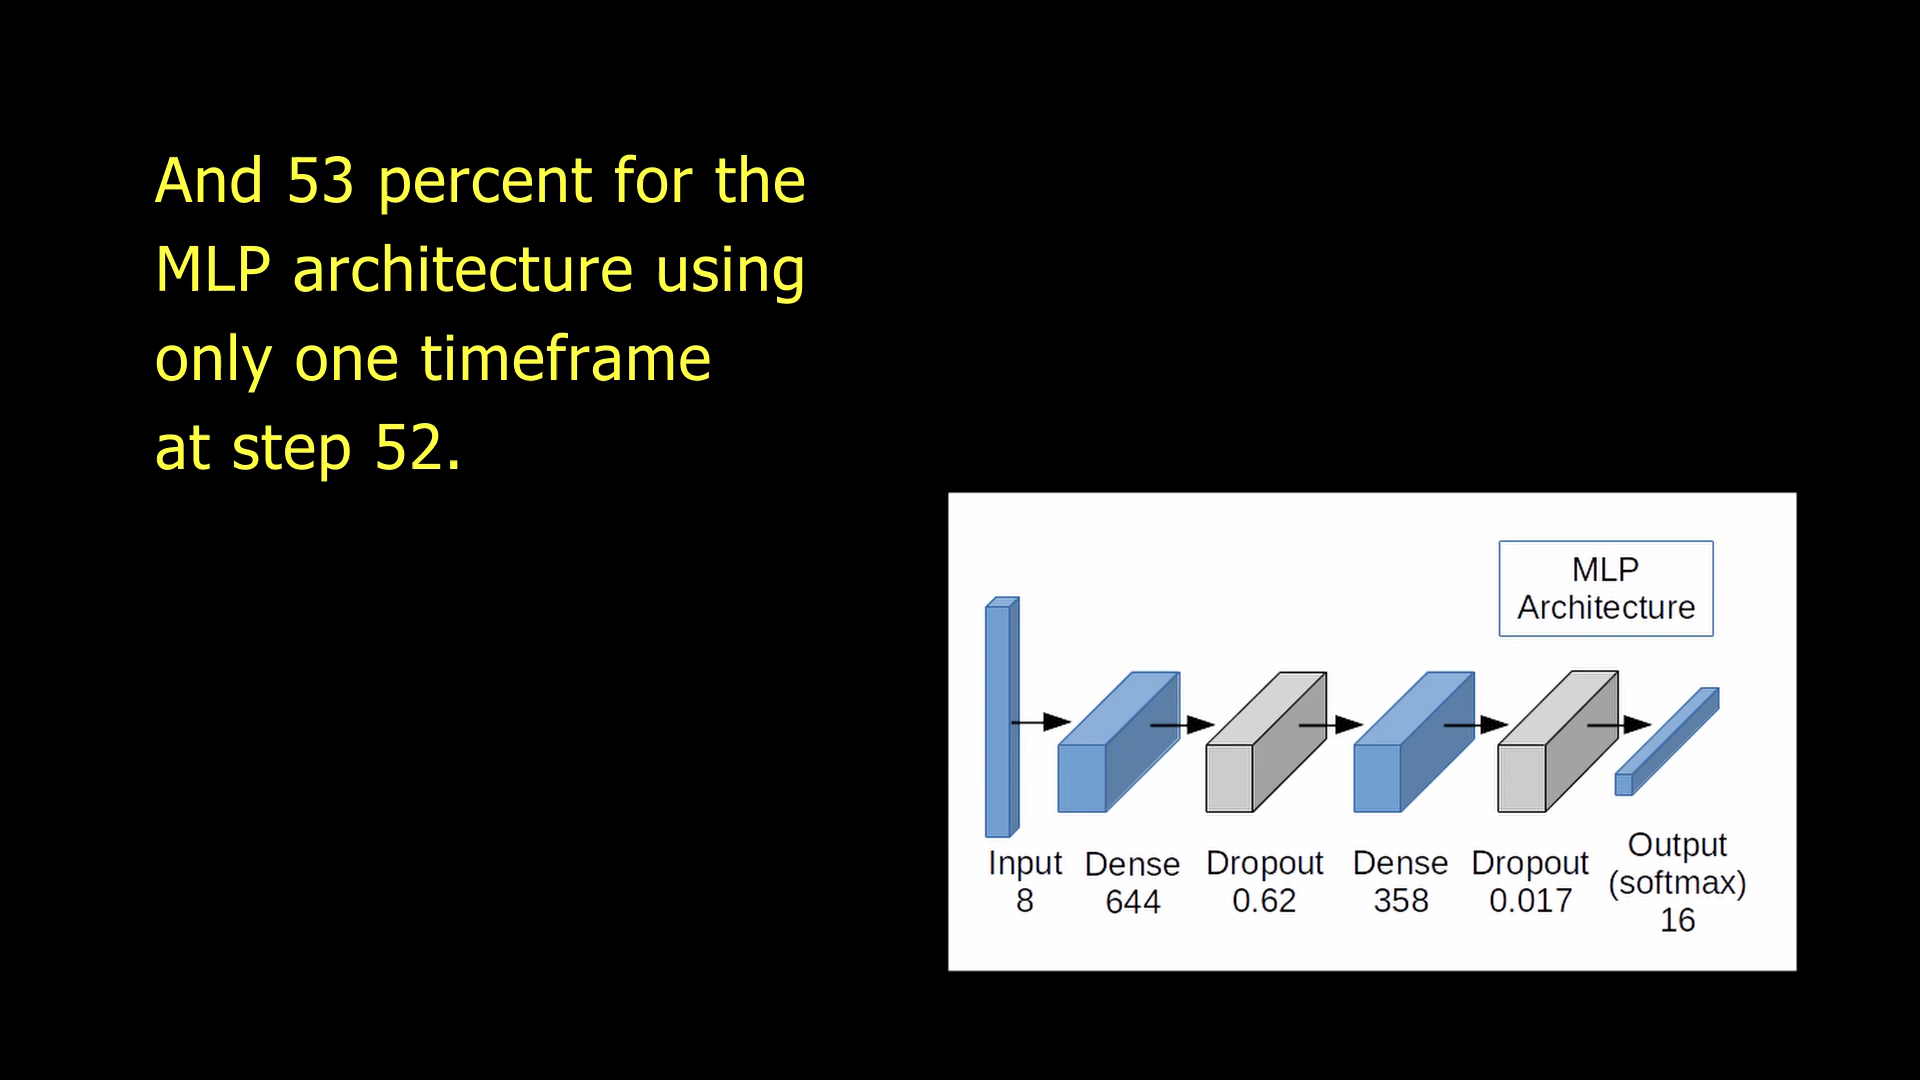 And 53 percent for the
MLP architecture using
only one timeframe
at step 52.
MLP
Architecture
Input
8
Dense
644
Dropout
0.62
Dense
358
Dropout
0.017
Output
(softmax)
16